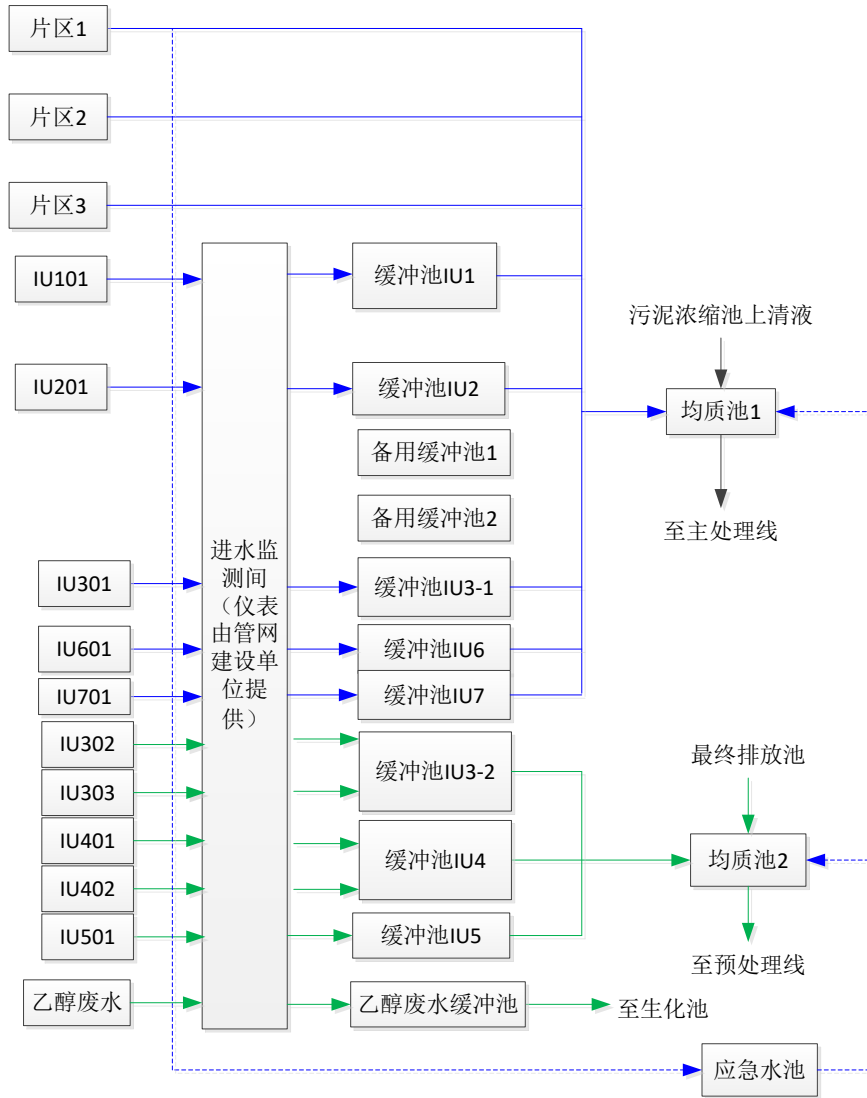 片区1
片区2
片区3
IU101
缓冲池IU1
污泥浓缩池上清液
IU201
缓冲池IU2
均质池1
备用缓冲池1
备用缓冲池2
至主处理线
进水监
测间
（仪表
由管网
建设单
位提
供）
IU301
缓冲池IU3-1
IU601
缓冲池IU6
IU701
缓冲池IU7
IU302
缓冲池IU3-2
最终排放池
IU303
IU401
缓冲池IU4
均质池2
IU402
IU501
缓冲池IU5
至预处理线
乙醇废水
乙醇废水缓冲池
至生化池
应急水池